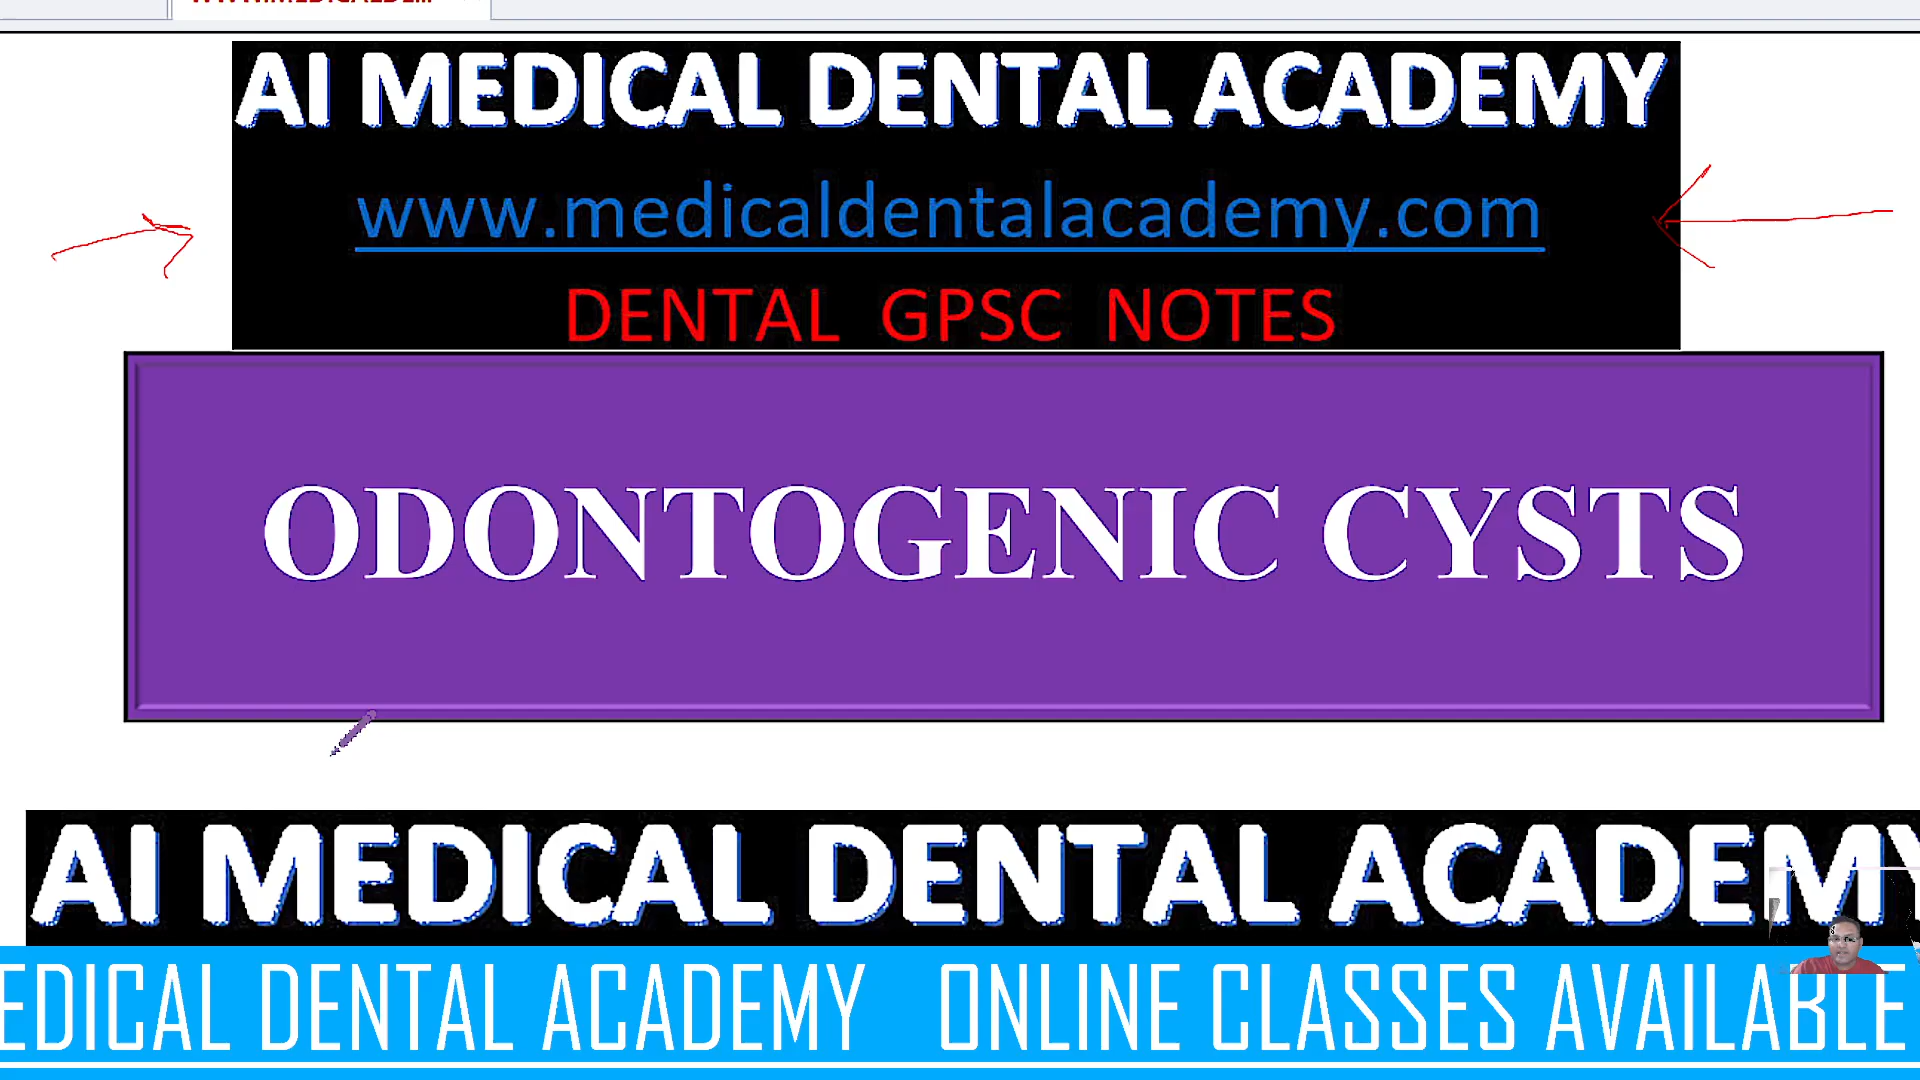 AI MEDICAL DENTAL ACADEMY
www.medicaldentalacademy.com
DENTAL GPSC NOTES
ODONTOGENIC CYSTS
AI MEDICAL DENTAL ACADEMY
EDICAL DENTAL ACADEMY ONLINE CLASSES AVAILABLE